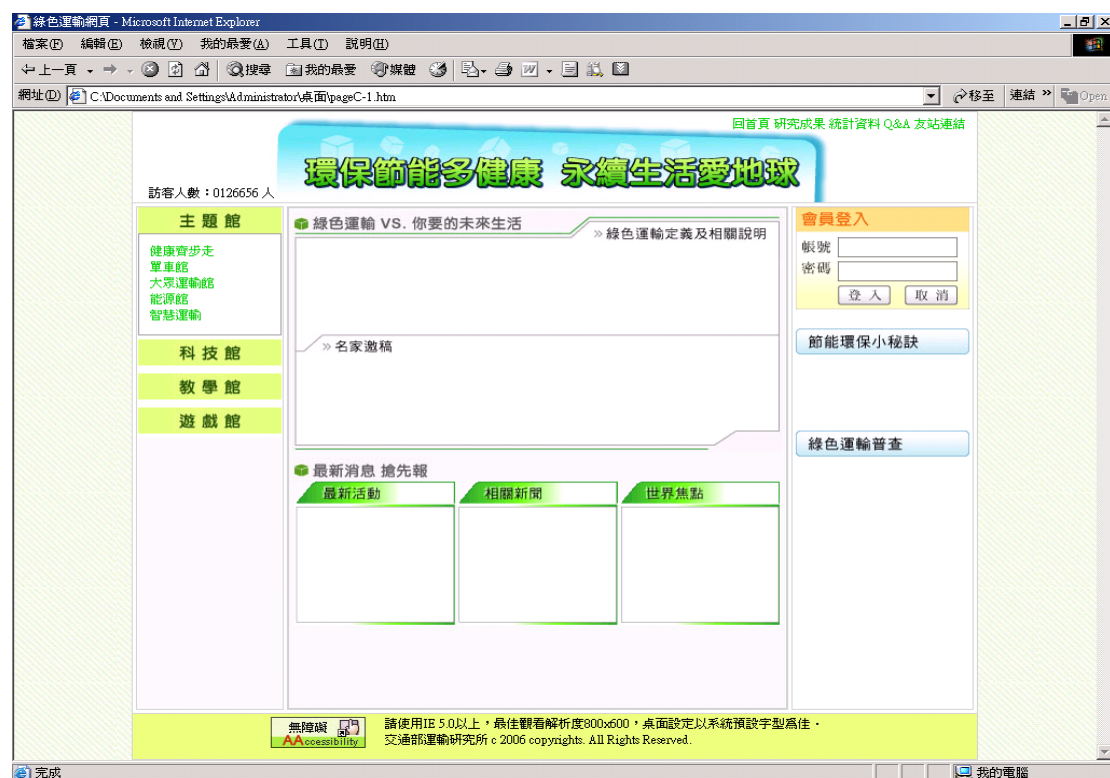 綠色運輸網頁 - Microsoft Internet Explorer
檔案(F) 編輯(E) 檢視(V) 我的最愛(A) 工具(T) 說明(H)
上一頁 搜尋 我的最愛 媒體
網址(D) C:\Documents and Settings\Administrator\桌面\pageC-1.htm 移至 連結 » Open
回首頁 研究成果 統計資料 Q&A 友站連結
環保節能多健康 永續生活愛地球
訪客人數：0126656 人
主題館
健康齊步走
單車館
大眾運輸館
能源館
智慧運輸
科技館
教學館
遊戲館
綠色運輸 VS. 你要的未來生活
» 綠色運輸定義及相關說明
» 名家邀稿
最新消息 搶先報
最新活動 相關新聞 世界焦點
會員登入
帳號
密碼
登入 取消
節能環保小秘訣
綠色運輸普查
無障礙
AAccessibility
請使用IE 5.0以上，最佳觀看解析度800x600，桌面設定以系統預設字型為佳。
交通部運輸研究所 c 2006 copyrights. All Rights Reserved.
完成 我的電腦